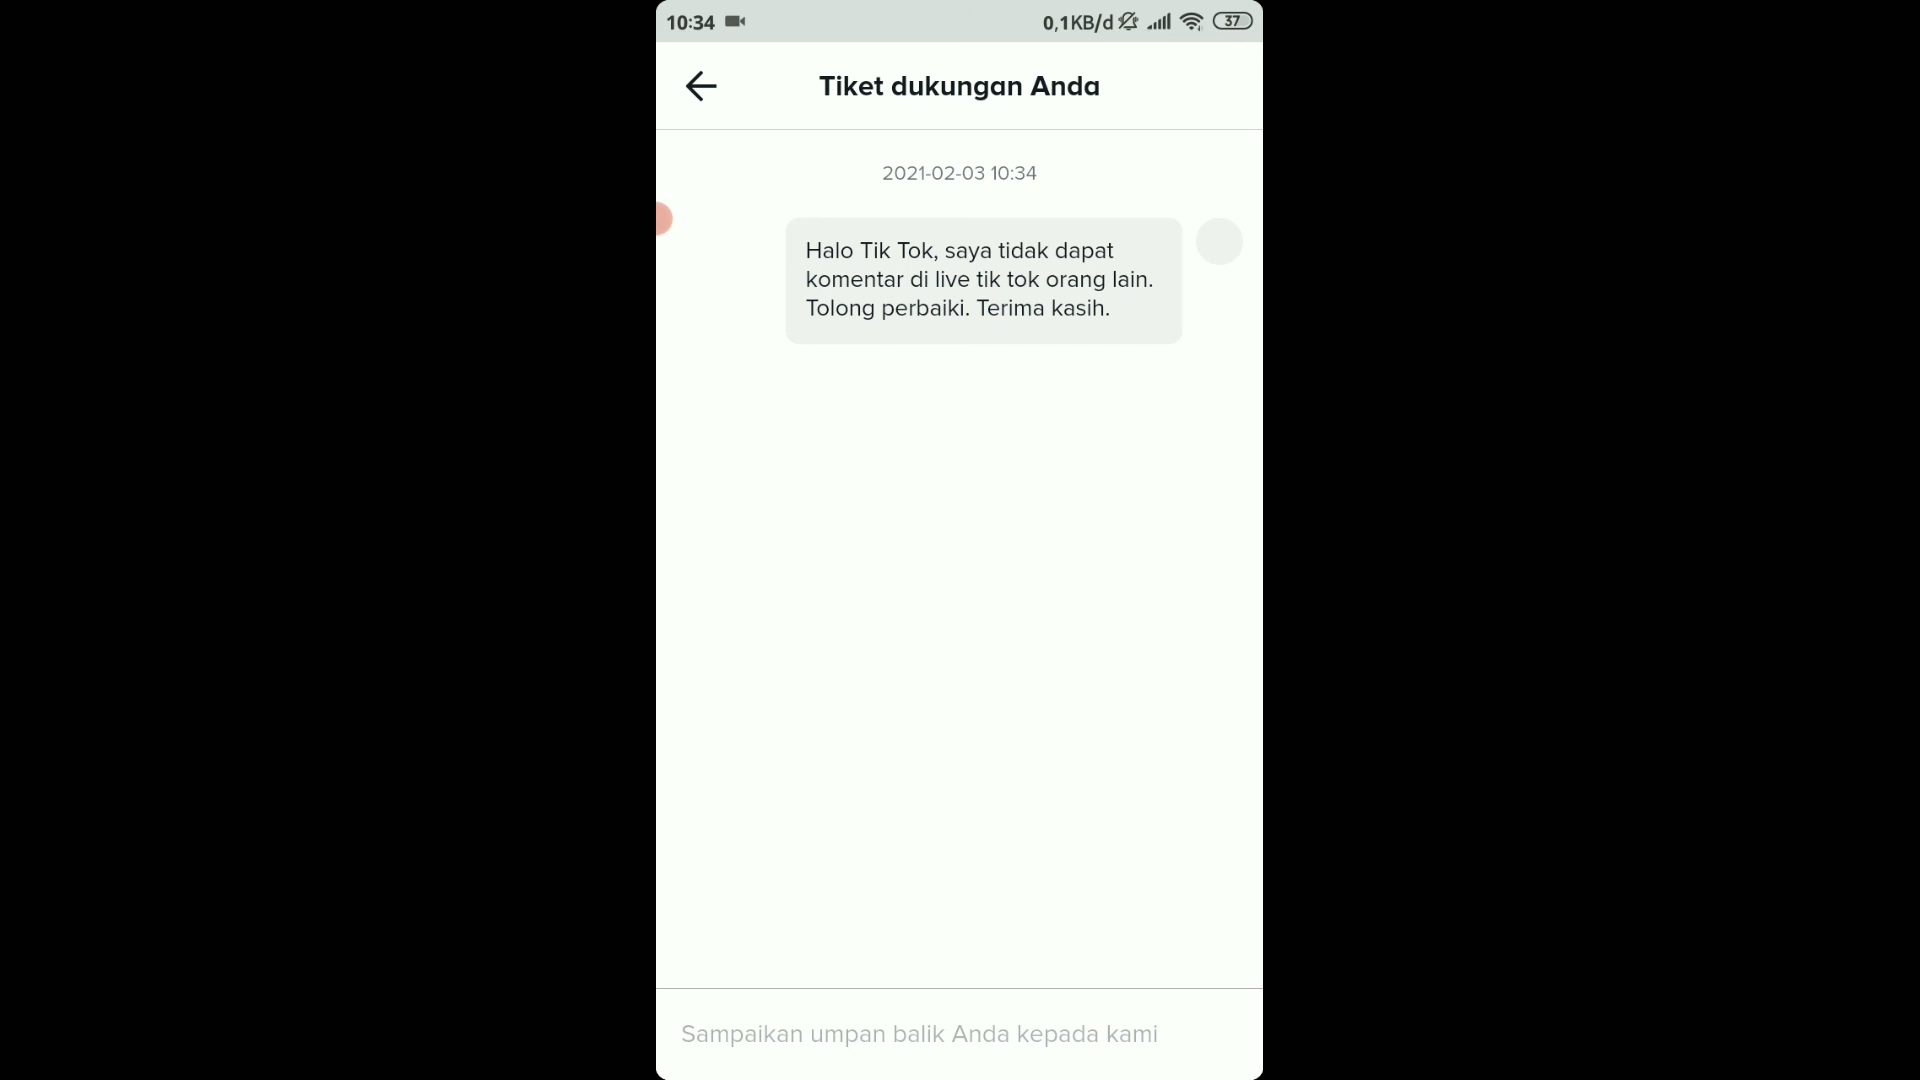 10:34 0,1KB/d 37
Tiket dukungan Anda
2021-02-03 10:34
Halo Tik Tok, saya tidak dapat
komentar di live tik tok orang lain.
Tolong perbaiki. Terima kasih.
Sampaikan umpan balik Anda kepada kami